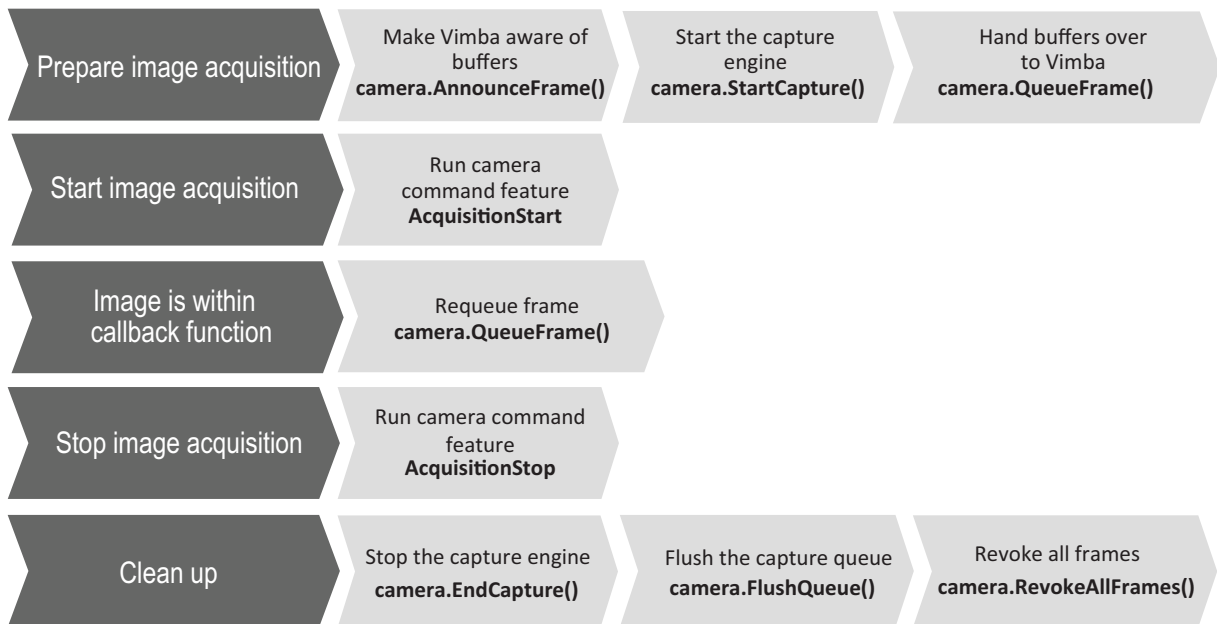 Prepare image acquisition
Make Vimba aware of
buffers
camera.AnnounceFrame()
Start the capture
engine
camera.StartCapture()
Hand buffers over
to Vimba
camera.QueueFrame()
Start image acquisition
Run camera
command feature
AcquisitionStart
Image is within
callback function
Requeue frame
camera.QueueFrame()
Stop image acquisition
Run camera command
feature
AcquisitionStop
Clean up
Stop the capture engine
camera.EndCapture()
Flush the capture queue
camera.FlushQueue()
Revoke all frames
camera.RevokeAllFrames()